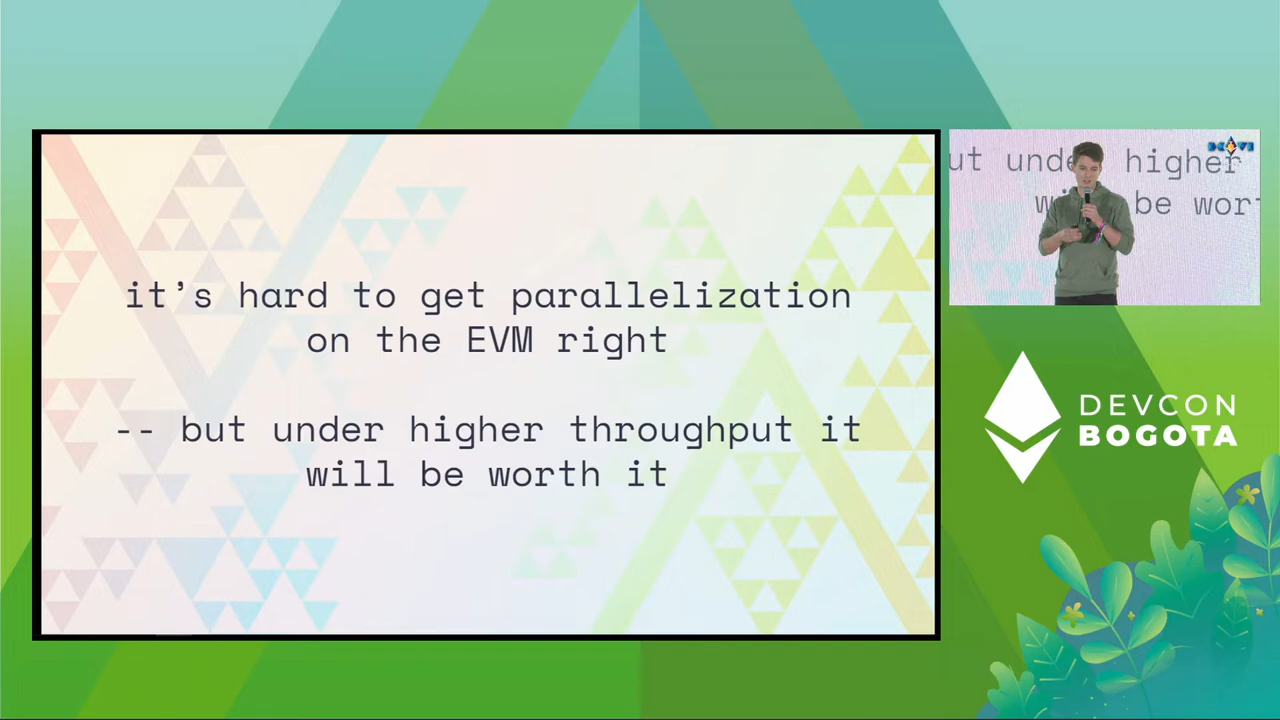 it's hard to get parallelization
on the EVM right
-- but under higher throughput it
will be worth it
ut under higher
be wor
DEVCON
BOGOTA